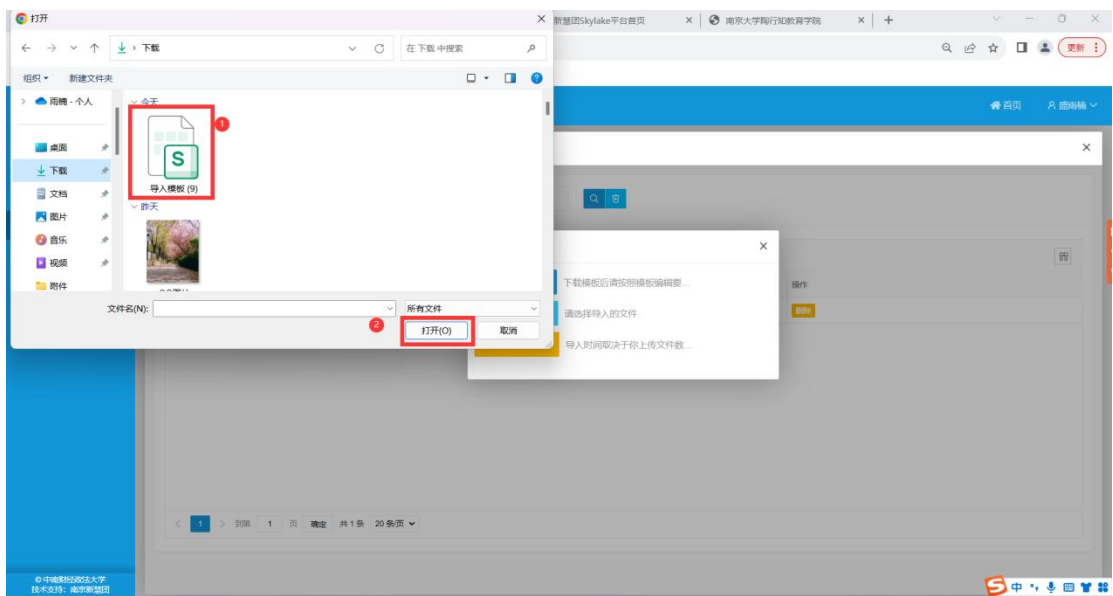 打开
新慧团Skylake平台首页
南京大学陶行知教育学院
下载
在 下载 中搜索
更新
组织
新建文件夹
雨楠 - 个人
桌面
下载
文档
图片
音乐
视频
附件
今天
1
S
导入模板 (9)
昨天
首页
下载模板后请按照模板编辑要...
请选择导入的文件
导入时间取决于你上传文件数...
操作
删除
文件名(N):
所有文件
2
打开(O)
取消
1
到第 1 页 确定 共 1 条 20 条/页
©中南财经政法大学
技术支持：南京新慧团
S 中